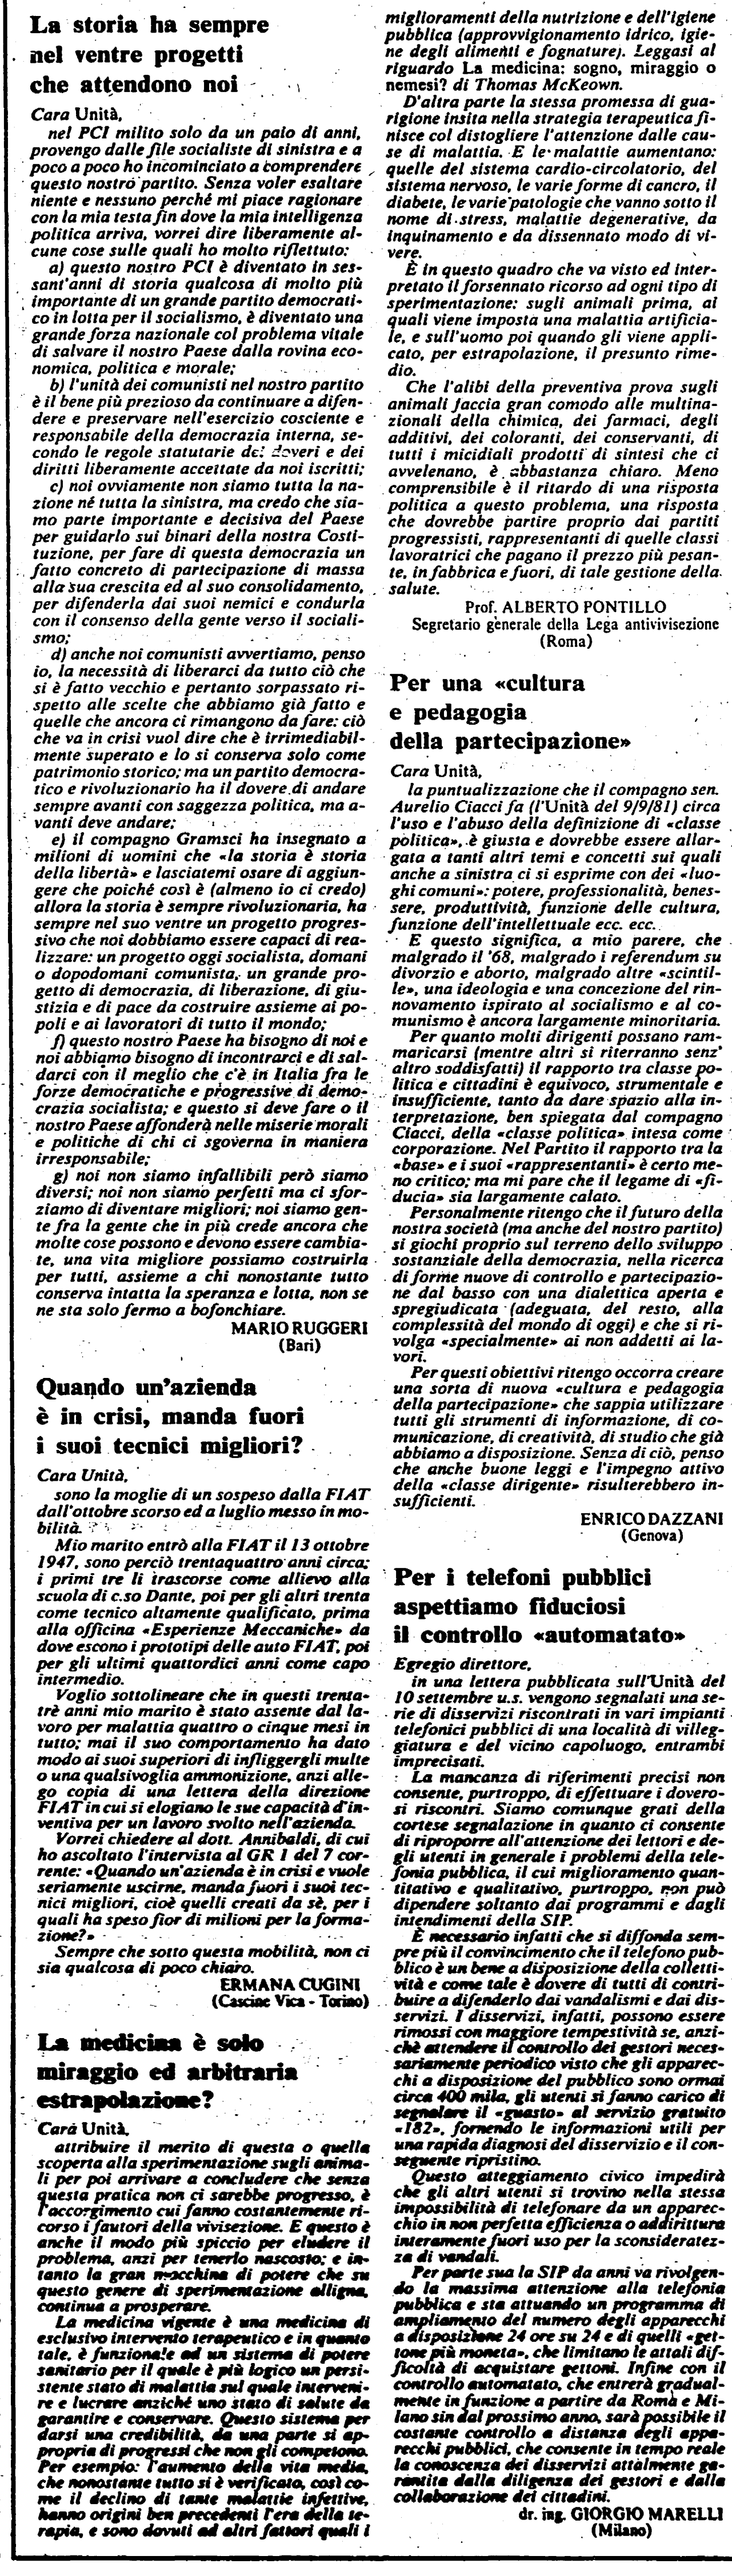 La storia ha sempre
nel ventre progetti
che attendono noi
Cara Unità,
nel PCI milito solo da un paio di anni,
provengo dalle file socialiste di sinistra e a
poco a poco ho incominciato a comprendere
questo nostro partito. Senza voler esaltare
niente e nessuno perché mi piace ragionare
con la mia testa fin dove la mia intelligenza
politica arriva, vorrei dire liberamente al-
cune cose sulle quali ho molto riflettuto:
a) questo nostro PCI è diventato in ses-
sant'anni di storia qualcosa di molto più
importante di un grande partito democrati-
co in lotta per il socialismo, è diventato una
grande forza nazionale col problema vitale
di salvare il nostro Paese dalla rovina eco-
nomica, politica e morale;
b) l'unità dei comunisti nel nostro partito
è il bene più prezioso da continuare a difen-
dere e preservare nell'esercizio cosciente e
responsabile della democrazia interna, se-
condo le regole statutarie dei doveri e dei
diritti liberamente accettate da noi iscritti;
c) noi ovviamente non siamo tutta la na-
zione né tutta la sinistra, ma credo che sia-
mo parte importante e decisiva del Paese
per guidarlo sui binari della nostra Costi-
tuzione, per fare di questa democrazia un
fatto concreto di partecipazione di massa
alla sua crescita ed al suo consolidamento,
per difenderla dai suoi nemici e condurla
con il consenso della gente verso il sociali-
smo;
d) anche noi comunisti avvertiamo, penso
io, la necessità di liberarci da tutto ciò che
si è fatto vecchio e pertanto sorpassato ri-
spetto alle scelte che abbiamo già fatto e
quelle che ancora ci rimangono da fare: ciò
che va in crisi vuol dire che è irrimediabil-
mente superato e lo si conserva solo come
patrimonio storico; ma un partito democra-
tico e rivoluzionario ha il dovere di andare
sempre avanti con saggezza politica, ma a-
vanti deve andare;
e) il compagno Gramsci ha insegnato a
milioni di uomini che «la storia è storia
della libertà» e lasciatemi osare di aggiun-
gere che poiché così è (almeno io ci credo)
allora la storia è sempre rivoluzionaria, ha
sempre nel suo ventre un progetto progres-
sivo che noi dobbiamo essere capaci di rea-
lizzare: un progetto oggi socialista, domani
o dopodomani comunista, un grande pro-
getto di democrazia, di liberazione, di giu-
stizia e di pace da costruire assieme ai po-
poli e ai lavoratori di tutto il mondo;
f) questo nostro Paese ha bisogno di noi e
noi abbiamo bisogno di incontrarci e di sal-
darci con il meglio che c'è in Italia fra le
forze democratiche e progressive di demo-
crazia socialista; e questo si deve fare o il
nostro Paese affonderà nelle miserie morali
e politiche di chi ci sgoverna in maniera
irresponsabile;
g) noi non siamo infallibili però siamo
diversi; noi non siamo perfetti ma ci sfor-
ziamo di diventare migliori; noi siamo gen-
te fra la gente che in più crede ancora che
molte cose possono e devono essere cambia-
te, una vita migliore possiamo costruirla
per tutti, assieme a chi nonostante tutto
conserva intatta la speranza e lotta, non se
ne sta solo fermo a bofonchiare.
MARIO RUGGERI
(Bari)
Quando un'azienda
è in crisi, manda fuori
i suoi tecnici migliori?
Cara Unità,
sono la moglie di un sospeso dalla FIAT
dall'ottobre scorso ed a luglio messo in mo-
bilità.
Mio marito entrò alla FIAT il 13 ottobre
1947, sono perciò trentaquattro anni circa;
i primi tre li trascorse come allievo alla
scuola di c.so Dante, poi per gli altri trenta
come tecnico altamente qualificato, prima
alla officina «Esperienze Meccaniche» da
dove escono i prototipi delle auto FIAT, poi
per gli ultimi quattordici anni come capo
intermedio.
Voglio sottolineare che in questi trenta-
trè anni mio marito è stato assente dal la-
voro per malattia quattro o cinque mesi in
tutto; mai il suo comportamento ha dato
modo ai suoi superiori di infliggergli multe
o una qualsivoglia ammonizione, anzi alle-
go copia di una lettera della direzione
FIAT in cui si elogiano le sue capacità d'in-
ventiva per un lavoro svolto nell'azienda.
Vorrei chiedere al dott. Annibaldi, di cui
ho ascoltato l'intervista al GR 1 del 7 cor-
rente: «Quando un'azienda è in crisi e vuole
seriamente uscirne, manda fuori i suoi tec-
nici migliori, cioè quelli creati da sè, per i
quali ha speso fior di milioni per la forma-
zione?»
Sempre che sotto questa mobilità, non ci
sia qualcosa di poco chiaro.
ERMANA CUGINI
(Cascine Vica - Torino)
La medicina è solo
miraggio ed arbitraria
estrapolazione?
Cara Unità,
attribuire il merito di questa o quella
scoperta alla sperimentazione sugli anima-
li per poi arrivare a concludere che senza
questa pratica non ci sarebbe progresso, è
l'accorgimento cui fanno costantemente ri-
corso i fautori della vivisezione. E questo è
anche il modo più spiccio per eludere il
problema, anzi per tenerlo nascosto; e in-
tanto la gran macchina di potere che su
questo genere di sperimentazione alligna,
continua a prosperare.
La medicina vigente è una medicina di
esclusivo intervento terapeutico e in quanto
tale, è funzionale ad un sistema di potere
sanitario per il quale è più logico un persi-
stente stato di malattia sul quale interveni-
re e lucrare anziché uno stato di salute da
garantire e conservare. Questo sistema per
darsi una credibilità, da una parte si ap-
propria di progressi che non gli competono.
Per esempio: l'aumento della vita media,
che nonostante tutto si è verificato, così co-
me il declino di tante malattie infettive,
hanno origini ben precedenti l'era della te-
rapia, e sono dovuti ad altri fattori quali i
miglioramenti della nutrizione e dell'igiene
pubblica (approvvigionamento idrico, igie-
ne degli alimenti e fognature). Leggasi al
riguardo La medicina: sogno, miraggio o
nemesi? di Thomas McKeown.
D'altra parte la stessa promessa di gua-
rigione insita nella strategia terapeutica fi-
nisce col distogliere l'attenzione dalle cau-
se di malattia. E le malattie aumentano:
quelle del sistema cardio-circolatorio, del
sistema nervoso, le varie forme di cancro, il
diabete, le varie patologie che vanno sotto il
nome di stress, malattie degenerative, da
inquinamento e da dissennato modo di vi-
vere.
È in questo quadro che va visto ed inter-
pretato il forsennato ricorso ad ogni tipo di
sperimentazione: sugli animali prima, ai
quali viene imposta una malattia artificia-
le, e sull'uomo poi quando gli viene appli-
cato, per estrapolazione, il presunto rime-
dio.
Che l'alibi della preventiva prova sugli
animali faccia gran comodo alle multina-
zionali della chimica, dei farmaci, degli
additivi, dei coloranti, dei conservanti, di
tutti i micidiali prodotti di sintesi che ci
avvelenano, è abbastanza chiaro. Meno
comprensibile è il ritardo di una risposta
politica a questo problema, una risposta
che dovrebbe partire proprio dai partiti
progressisti, rappresentanti di quelle classi
lavoratrici che pagano il prezzo più pesan-
te, in fabbrica e fuori, di tale gestione della
salute.
Prof. ALBERTO PONTILLO
Segretario generale della Lega antivivisezione
(Roma)
Per una «cultura
e pedagogia
della partecipazione»
Cara Unità,
la puntualizzazione che il compagno sen.
Aurelio Ciacci fa (l'Unità del 9/9/81) circa
l'uso e l'abuso della definizione di «classe
politica», è giusta e dovrebbe essere allar-
gata a tanti altri temi e concetti sui quali
anche a sinistra ci si esprime con dei «luo-
ghi comuni»: potere, professionalità, benes-
sere, produttività, funzione delle cultura,
funzione dell'intellettuale ecc. ecc.
E questo significa, a mio parere, che
malgrado il '68, malgrado i referendum su
divorzio e aborto, malgrado altre «scintil-
le», una ideologia e una concezione del rin-
novamento ispirato al socialismo e al co-
munismo è ancora largamente minoritaria.
Per quanto molti dirigenti possano ram-
maricarsi (mentre altri si riterranno senz'
altro soddisfatti) il rapporto tra classe po-
litica e cittadini è equivoco, strumentale e
insufficiente, tanto da dare spazio alla in-
terpretazione, ben spiegata dal compagno
Ciacci, della «classe politica» intesa come
corporazione. Nel Partito il rapporto tra la
«base» e i suoi «rappresentanti» è certo me-
no critico; ma mi pare che il legame di «fi-
ducia» sia largamente calato.
Personalmente ritengo che il futuro della
nostra società (ma anche del nostro partito)
si giochi proprio sul terreno dello sviluppo
sostanziale della democrazia, nella ricerca
di forme nuove di controllo e partecipazio-
ne dal basso con una dialettica aperta e
spregiudicata (adeguata, del resto, alla
complessità del mondo di oggi) e che si ri-
volga «specialmente» ai non addetti ai la-
vori.
Per questi obiettivi ritengo occorra creare
una sorta di nuova «cultura e pedagogia
della partecipazione» che sappia utilizzare
tutti gli strumenti di informazione, di co-
municazione, di creatività, di studio che già
abbiamo a disposizione. Senza di ciò, penso
che anche buone leggi e l'impegno attivo
della «classe dirigente» risulterebbero in-
sufficienti.
ENRICO DAZZANI
(Genova)
Per i telefoni pubblici
aspettiamo fiduciosi
il controllo «automatato»
Egregio direttore,
in una lettera pubblicata sull'Unità del
10 settembre u.s. vengono segnalati una se-
rie di disservizi riscontrati in vari impianti
telefonici pubblici di una località di villeg-
giatura e del vicino capoluogo, entrambi
imprecisati.
La mancanza di riferimenti precisi non
consente, purtroppo, di effettuare i dovero-
si riscontri. Siamo comunque grati della
cortese segnalazione in quanto ci consente
di riproporre all'attenzione dei lettori e de-
gli utenti in generale i problemi della tele-
fonia pubblica, il cui miglioramento quan-
titativo e qualitativo, purtroppo, non può
dipendere soltanto dai programmi e dagli
intendimenti della SIP.
È necessario infatti che si diffonda sem-
pre più il convincimento che il telefono pub-
blico è un bene a disposizione della colletti-
vità e come tale è dovere di tutti di contri-
buire a difenderlo dai vandalismi e dai dis-
servizi. I disservizi, infatti, possono essere
rimossi con maggiore tempestività se, anzi-
chè attendere il controllo dei gestori neces-
sariamente periodico visto che gli apparec-
chi a disposizione del pubblico sono ormai
circa 400 mila, gli utenti si fanno carico di
segnalare il «guasto» al servizio gratuito
«182», fornendo le informazioni utili per
una rapida diagnosi del disservizio e il con-
seguente ripristino.
Questo atteggiamento civico impedirà
che gli altri utenti si trovino nella stessa
impossibilità di telefonare da un apparec-
chio in non perfetta efficienza o addirittura
interamente fuori uso per la sconsideratez-
za di vandali.
Per parte sua la SIP da anni va rivolgen-
do la massima attenzione alla telefonia
pubblica e sta attuando un programma di
ampliamento del numero degli apparecchi
a disposizione 24 ore su 24 e di quelli «get-
tone più moneta», che limitano le attali dif-
ficoltà di acquistare gettoni. Infine con il
controllo automatato, che entrerà gradual-
mente in funzione a partire da Roma e Mi-
lano sin dal prossimo anno, sarà possibile il
costante controllo a distanza degli appa-
recchi pubblici, che consente in tempo reale
la conoscenza dei disservizi attalmente ga-
rantita dalla diligenza dei gestori e dalla
collaborazione dei cittadini.
dr. ing. GIORGIO MARELLI
(Milano)